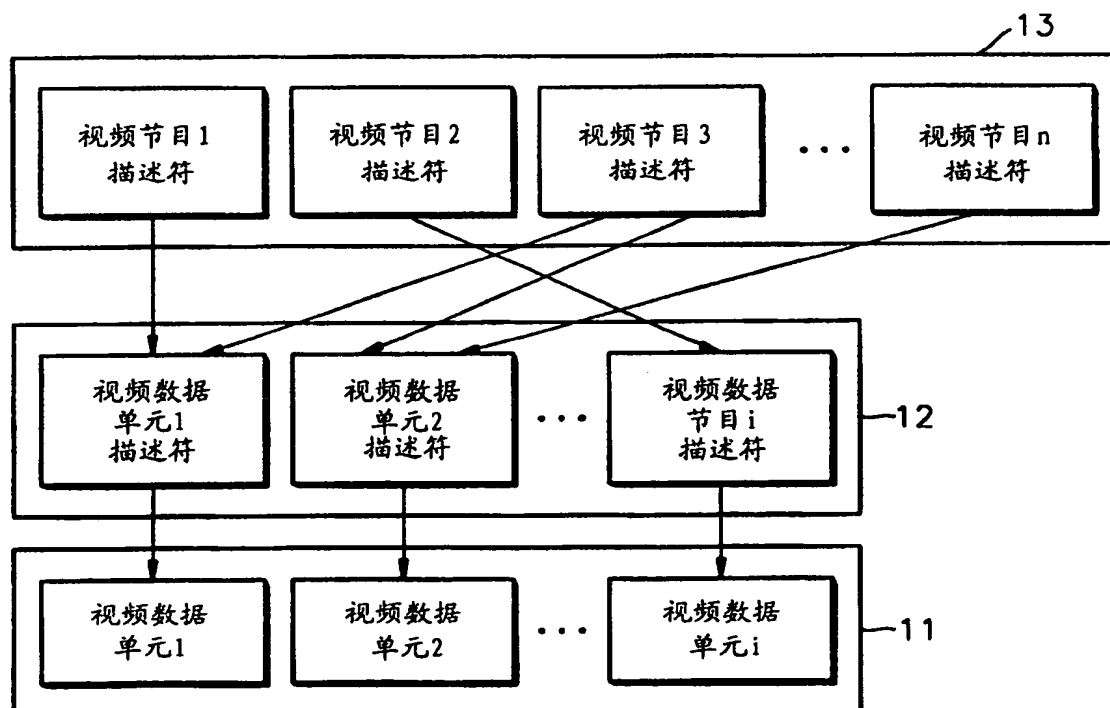 13
视频节目1
描述符
视频节目2
描述符
视频节目3
描述符
视频节目n
描述符
视频数据
单元1
描述符
视频数据
单元2
描述符
视频数据
节目i
描述符
12
视频数据
单元1
视频数据
单元2
视频数据
单元i
11